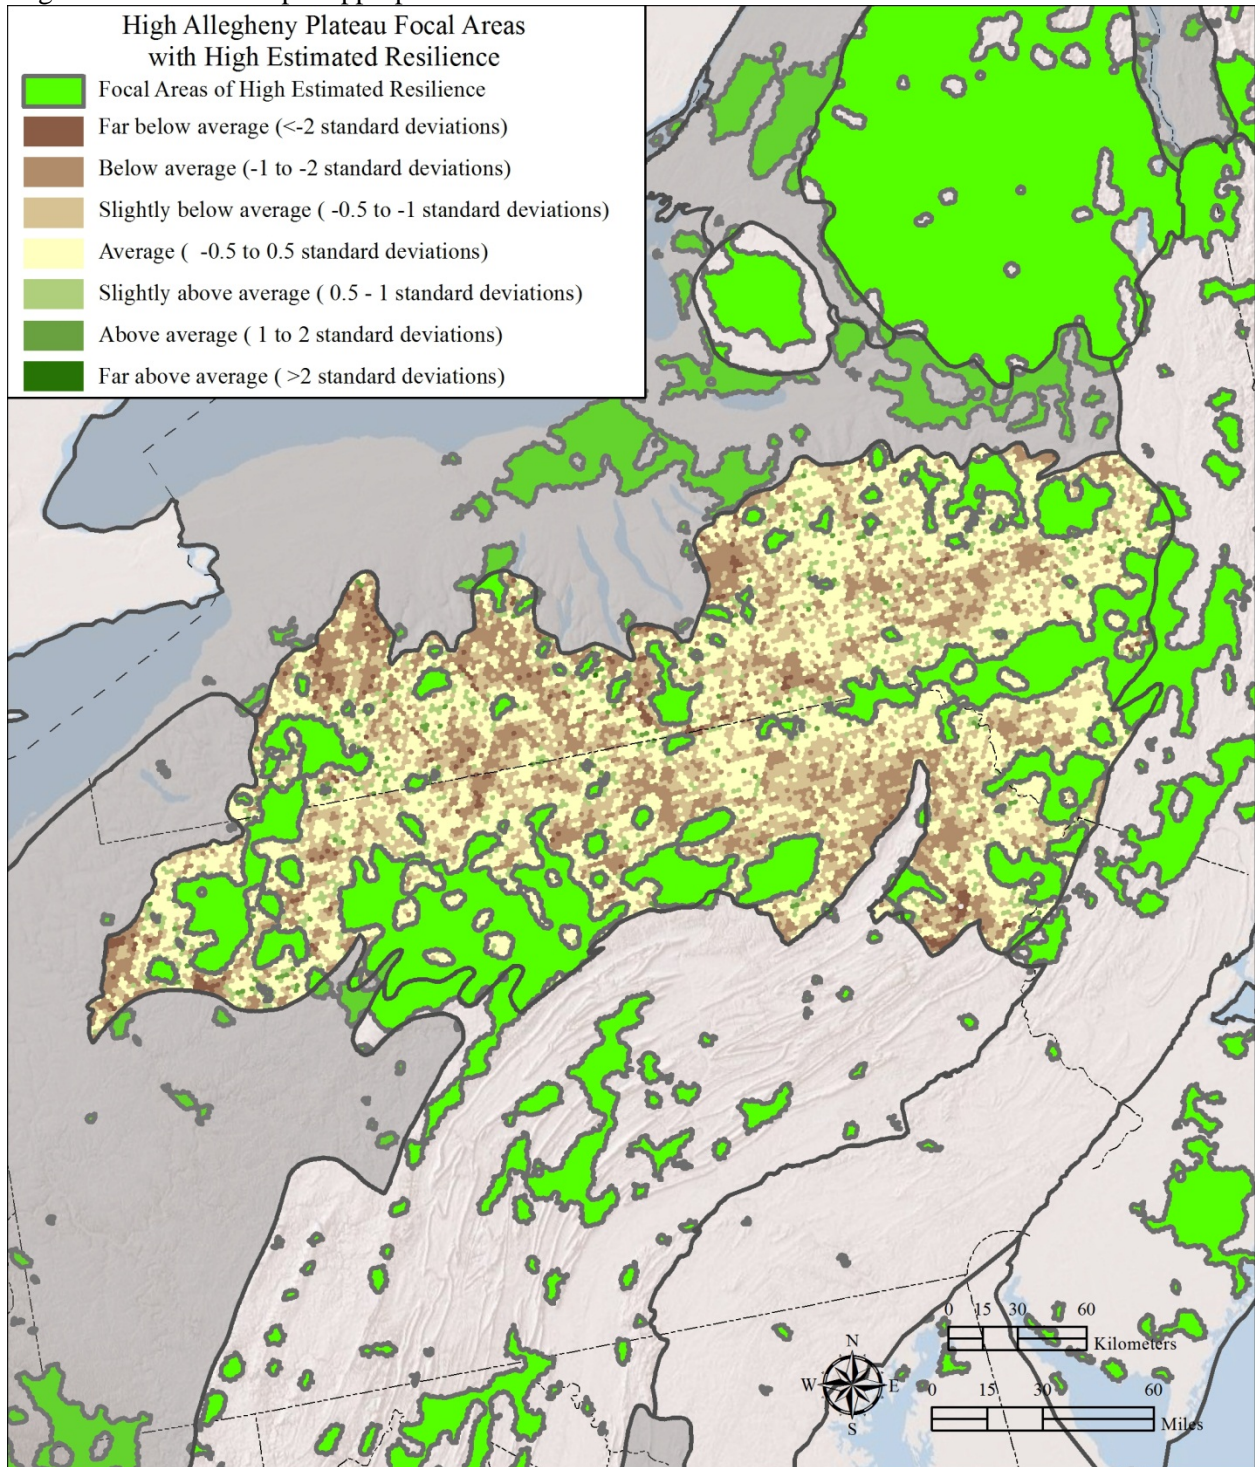 High Allegheny Plateau Focal Areas
with High Estimated Resilience
Focal Areas of High Estimated Resilience
Far below average (<-2 standard deviations)
Below average (-1 to -2 standard deviations)
Slightly below average ( -0.5 to -1 standard deviations)
Average (  -0.5 to 0.5 standard deviations)
Slightly above average ( 0.5 - 1 standard deviations)
Above average ( 1 to 2 standard deviations)
Far above average ( >2 standard deviations)
0 15 30 60
Kilometers
N
W E
S
0 15 30 60
Miles